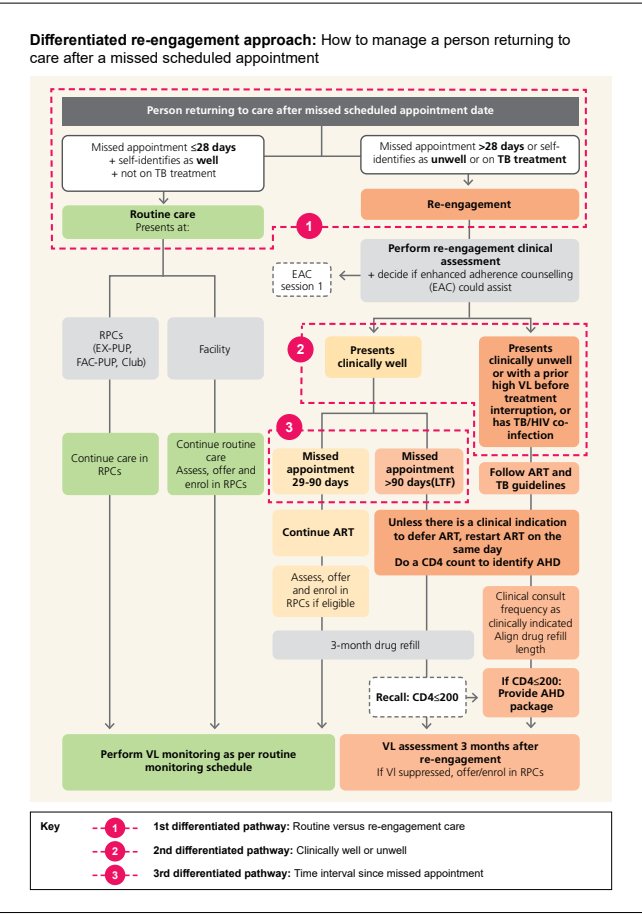 Differentiated re-engagement approach: How to manage a person returning to
care after a missed scheduled appointment
Person returning to care after missed scheduled appointment date
Missed appointment ≤28 days
+ self-identifies as well
+ not on TB treatment
Missed appointment >28 days or self-
identifies as unwell or on TB treatment
Routine care
Presents at:
Re-engagement
1
Perform re-engagement clinical
assessment
+ decide if enhanced adherence counselling
(EAC) could assist
EAC
session 1
RPCs
(EX-PUP,
FAC-PUP, Club)
Facility
2
Presents
clinically well
Presents
clinically unwell
or with a prior
high VL before
treatment
interruption, or
has TB/HIV co-
infection
3
Continue care in
RPCs
Continue routine
care
Assess, offer and
enrol in RPCs
Missed
appointment
29-90 days
Missed
appointment
>90 days(LTF)
Follow ART and
TB guidelines
Continue ART
Unless there is a clinical indication
to defer ART, restart ART on the
same day
Do a CD4 count to identify AHD
Assess, offer
and enrol in
RPCs if eligible
Clinical consult
frequency as
clinically indicated
Align drug refill
length
3-month drug refill
Recall: CD4≤200
If CD4≤200:
Provide AHD
package
Perform VL monitoring as per routine
monitoring schedule
VL assessment 3 months after
re-engagement
If Vl suppressed, offer/enrol in RPCs
Key
1 1st differentiated pathway: Routine versus re-engagement care
2 2nd differentiated pathway: Clinically well or unwell
3 3rd differentiated pathway: Time interval since missed appointment